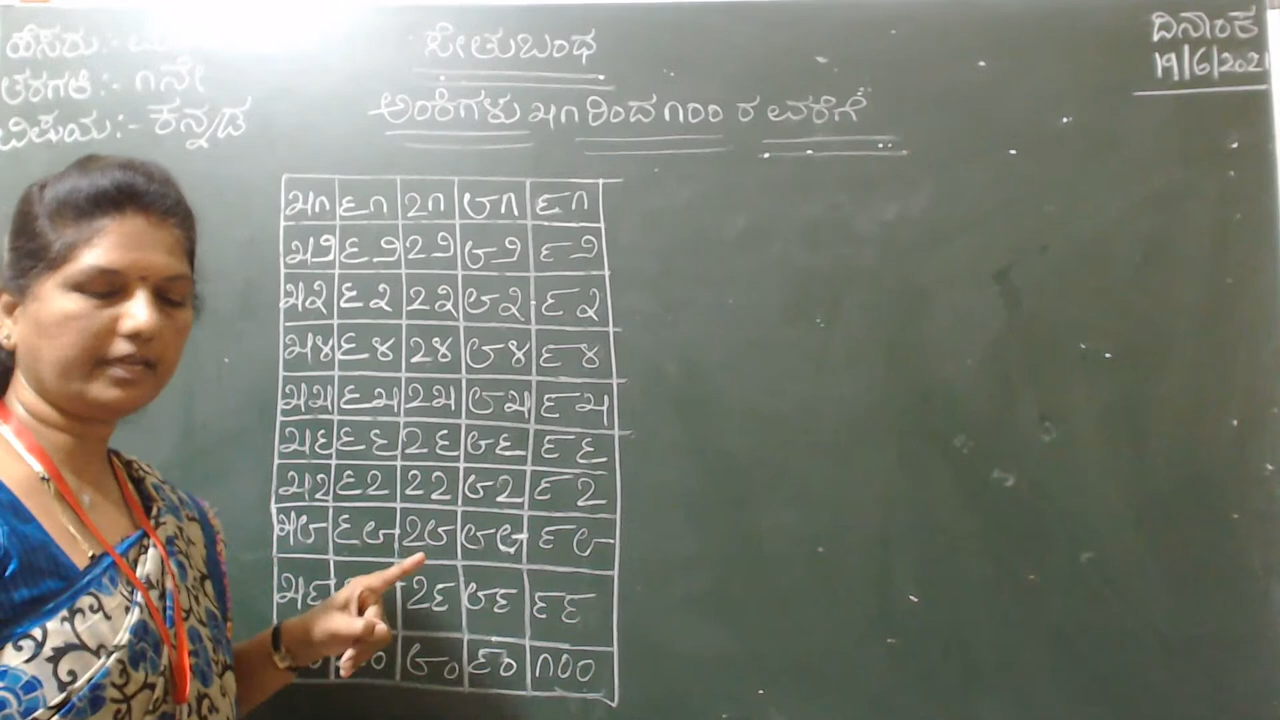 ಹೆಸರು:-
ತರಗತಿ:- ೧ನೇ
ವಿಷಯ:- ಕನ್ನಡ
ಸೇತುಬಂಧ
ದಿನಾಂಕ
19/6/2021
ಅಂಕಿಗಳು ೫೧ರಿಂದ ೧೦೦ ರ ವರೆಗೆ
೫೧ ೬೧ ೭೧ ೮೧ ೯೧
೫೨ ೬೨ ೭೨ ೮೨ ೯೨
೫೩ ೬೩ ೭೩ ೮೩ ೯೩
೫೪ ೬೪ ೭೪ ೮೪ ೯೪
೫೫ ೬೫ ೭೫ ೮೫ ೯೫
೫೬ ೬೬ ೭೬ ೮೬ ೯೬
೫೭ ೬೭ ೭೭ ೮೭ ೯೭
೫೮ ೬೮ ೭೮ ೮೮ ೯೮
೫೯ ೭೯ ೮೯ ೯೯
೮೦ ೯೦ ೧೦೦